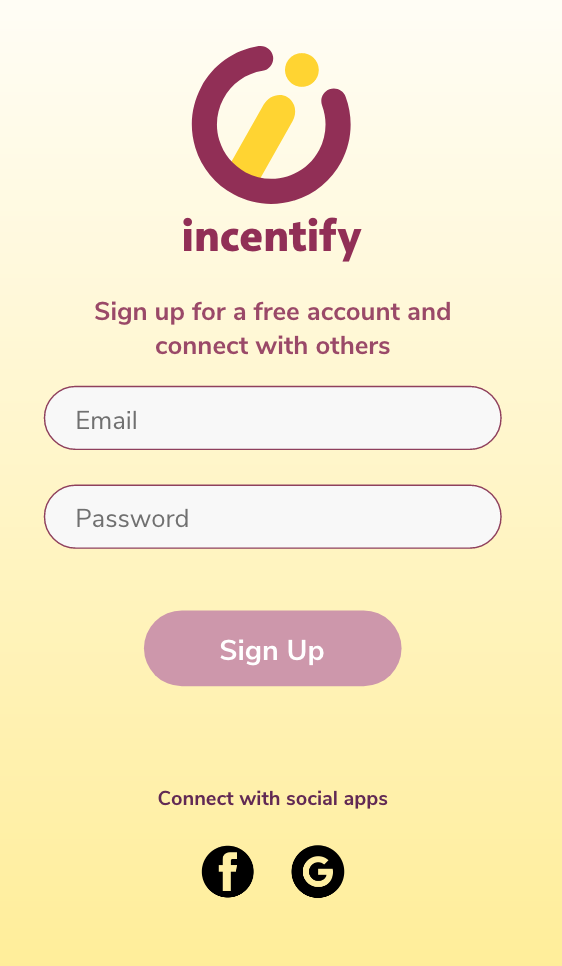 incentify
Sign up for a free account and
connect with others
Email
Password
Sign Up
Connect with social apps